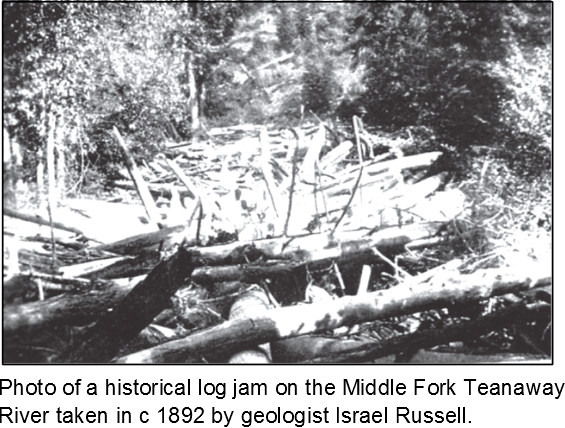 Photo of a historical log jam on the Middle Fork Teanaway
River taken in c 1892 by geologist Israel Russell.